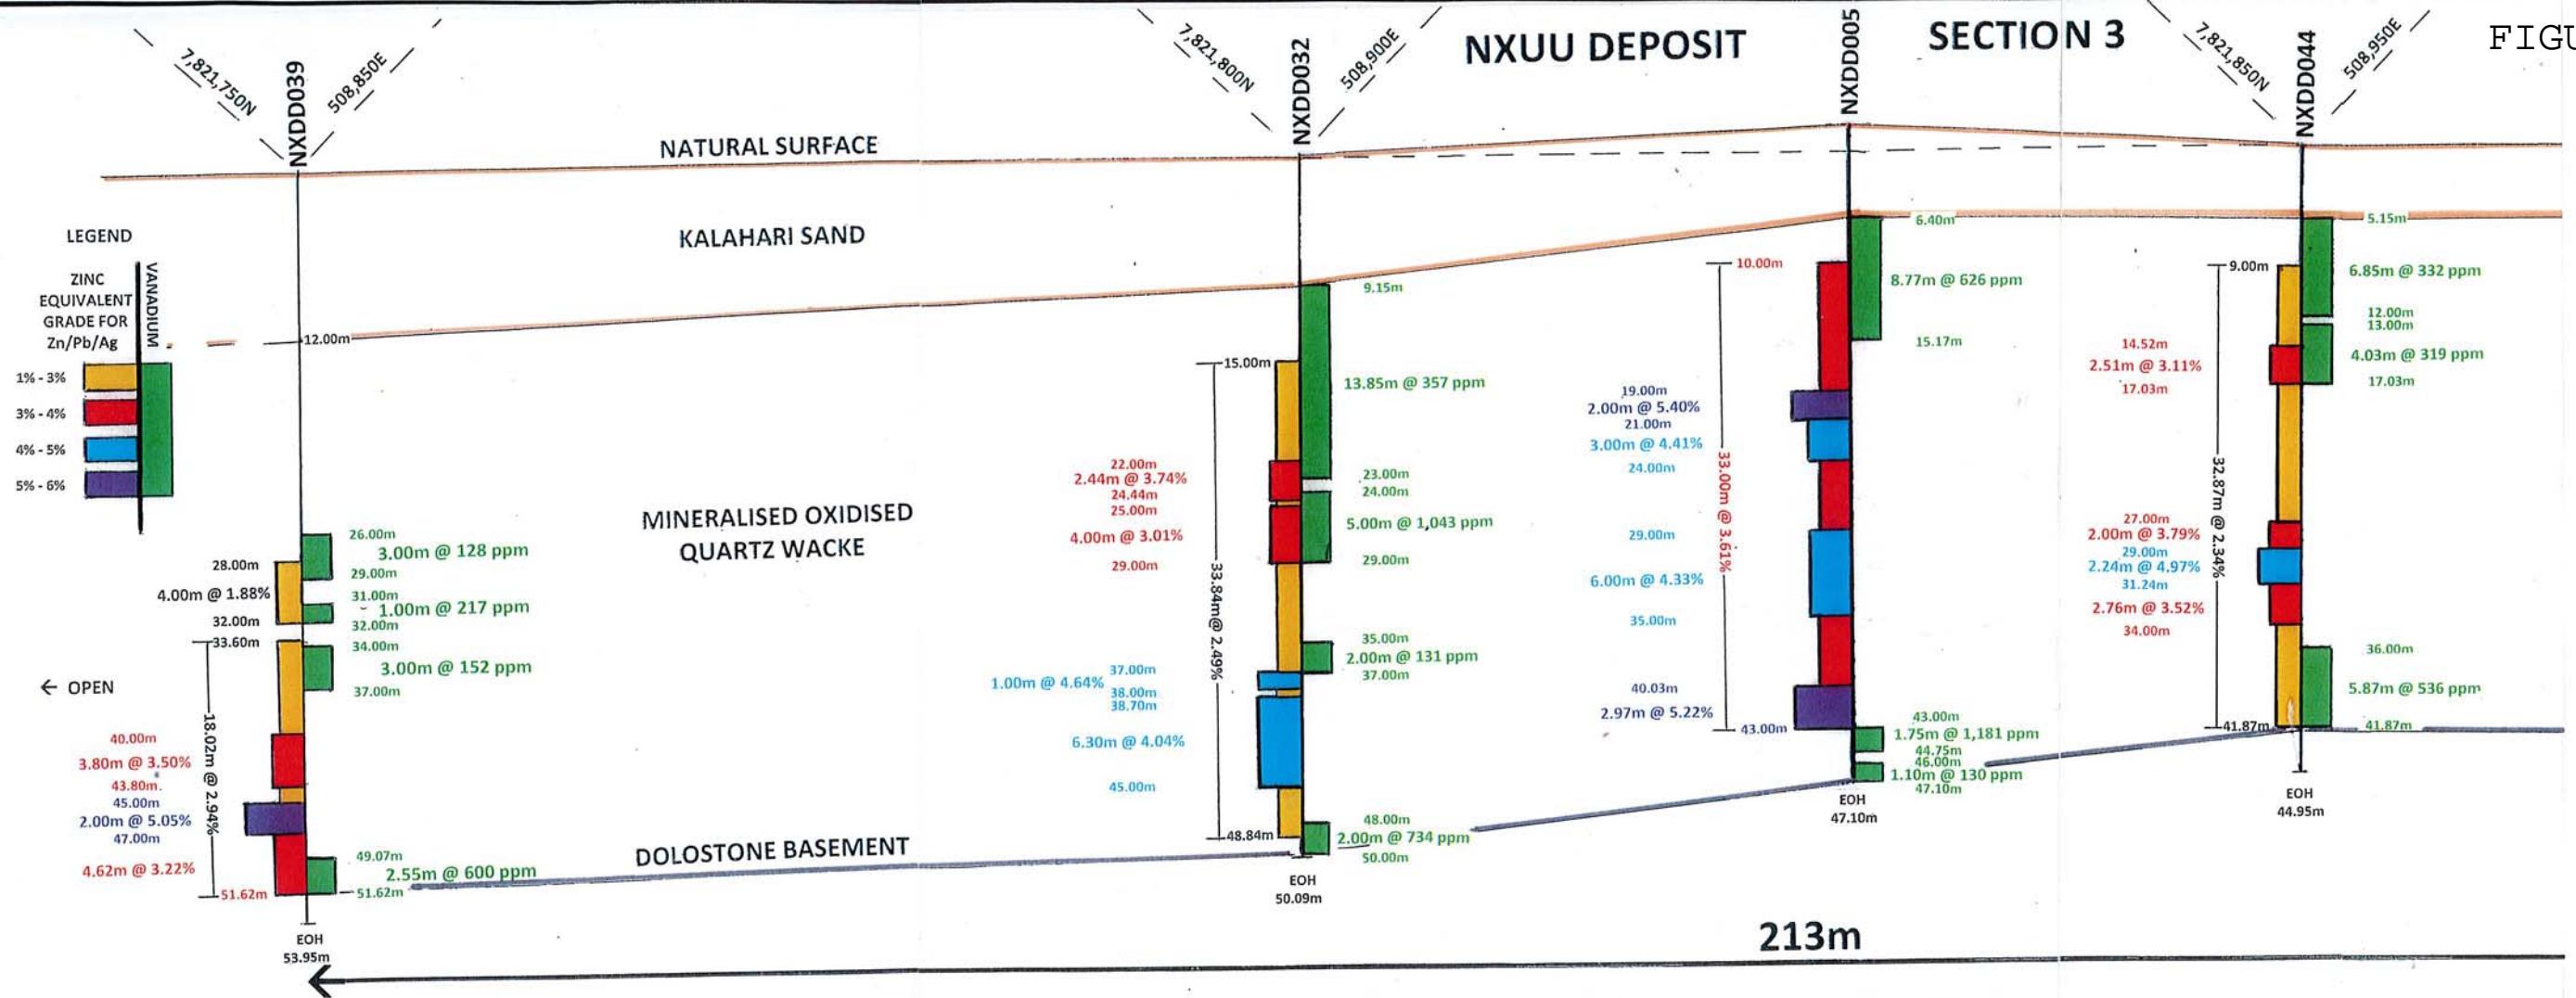 NXUU DEPOSIT
SECTION 3
FIGU
7,821,750N
NXDD039
508,850E
7,821,800N
NXDD032
508,900E
NXDD005
7,821,850N
NXDD044
508,950E
NATURAL SURFACE
KALAHARI SAND
MINERALISED OXIDISED
QUARTZ WACKE
DOLOSTONE BASEMENT
LEGEND
ZINC
EQUIVALENT
GRADE FOR
Zn/Pb/Ag
VANADIUM
1% - 3%
3% - 4%
4% - 5%
5% - 6%
← OPEN
12.00m
28.00m
4.00m @ 1.88%
32.00m
33.60m
18.02m @ 2.94%
40.00m
3.80m @ 3.50%
43.80m.
45.00m
2.00m @ 5.05%
47.00m
4.62m @ 3.22%
51.62m
26.00m
3.00m @ 128 ppm
29.00m
31.00m
1.00m @ 217 ppm
32.00m
34.00m
3.00m @ 152 ppm
37.00m
49.07m
2.55m @ 600 ppm
51.62m
EOH
53.95m
15.00m
22.00m
2.44m @ 3.74%
24.44m
25.00m
4.00m @ 3.01%
29.00m
33.84m@ 2.49%
37.00m
1.00m @ 4.64%
38.00m
38.70m
6.30m @ 4.04%
45.00m
48.84m
9.15m
13.85m @ 357 ppm
23.00m
24.00m
5.00m @ 1,043 ppm
29.00m
35.00m
2.00m @ 131 ppm
37.00m
48.00m
2.00m @ 734 ppm
50.00m
EOH
50.09m
10.00m
19.00m
2.00m @ 5.40%
21.00m
3.00m @ 4.41%
24.00m
33.00m @ 3.61%
29.00m
6.00m @ 4.33%
35.00m
40.03m
2.97m @ 5.22%
43.00m
6.40m
8.77m @ 626 ppm
15.17m
43.00m
1.75m @ 1,181 ppm
44.75m
46.00m
1.10m @ 130 ppm
47.10m
EOH
47.10m
9.00m
14.52m
2.51m @ 3.11%
17.03m
32.87m @ 2.34%
27.00m
2.00m @ 3.79%
29.00m
2.24m @ 4.97%
31.24m
2.76m @ 3.52%
34.00m
41.87m
5.15m
6.85m @ 332 ppm
12.00m
13.00m
4.03m @ 319 ppm
17.03m
36.00m
5.87m @ 536 ppm
41.87m
EOH
44.95m
213m